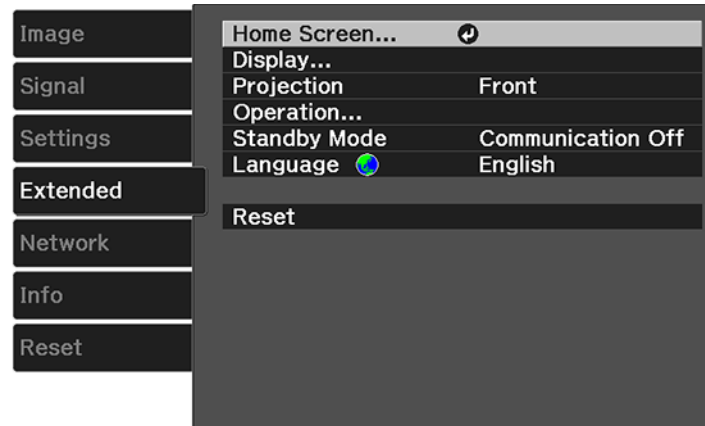 Image
Signal
Settings
Extended
Network
Info
Reset
Home Screen...
Display...
Projection Front
Operation...
Standby Mode Communication Off
Language English
Reset